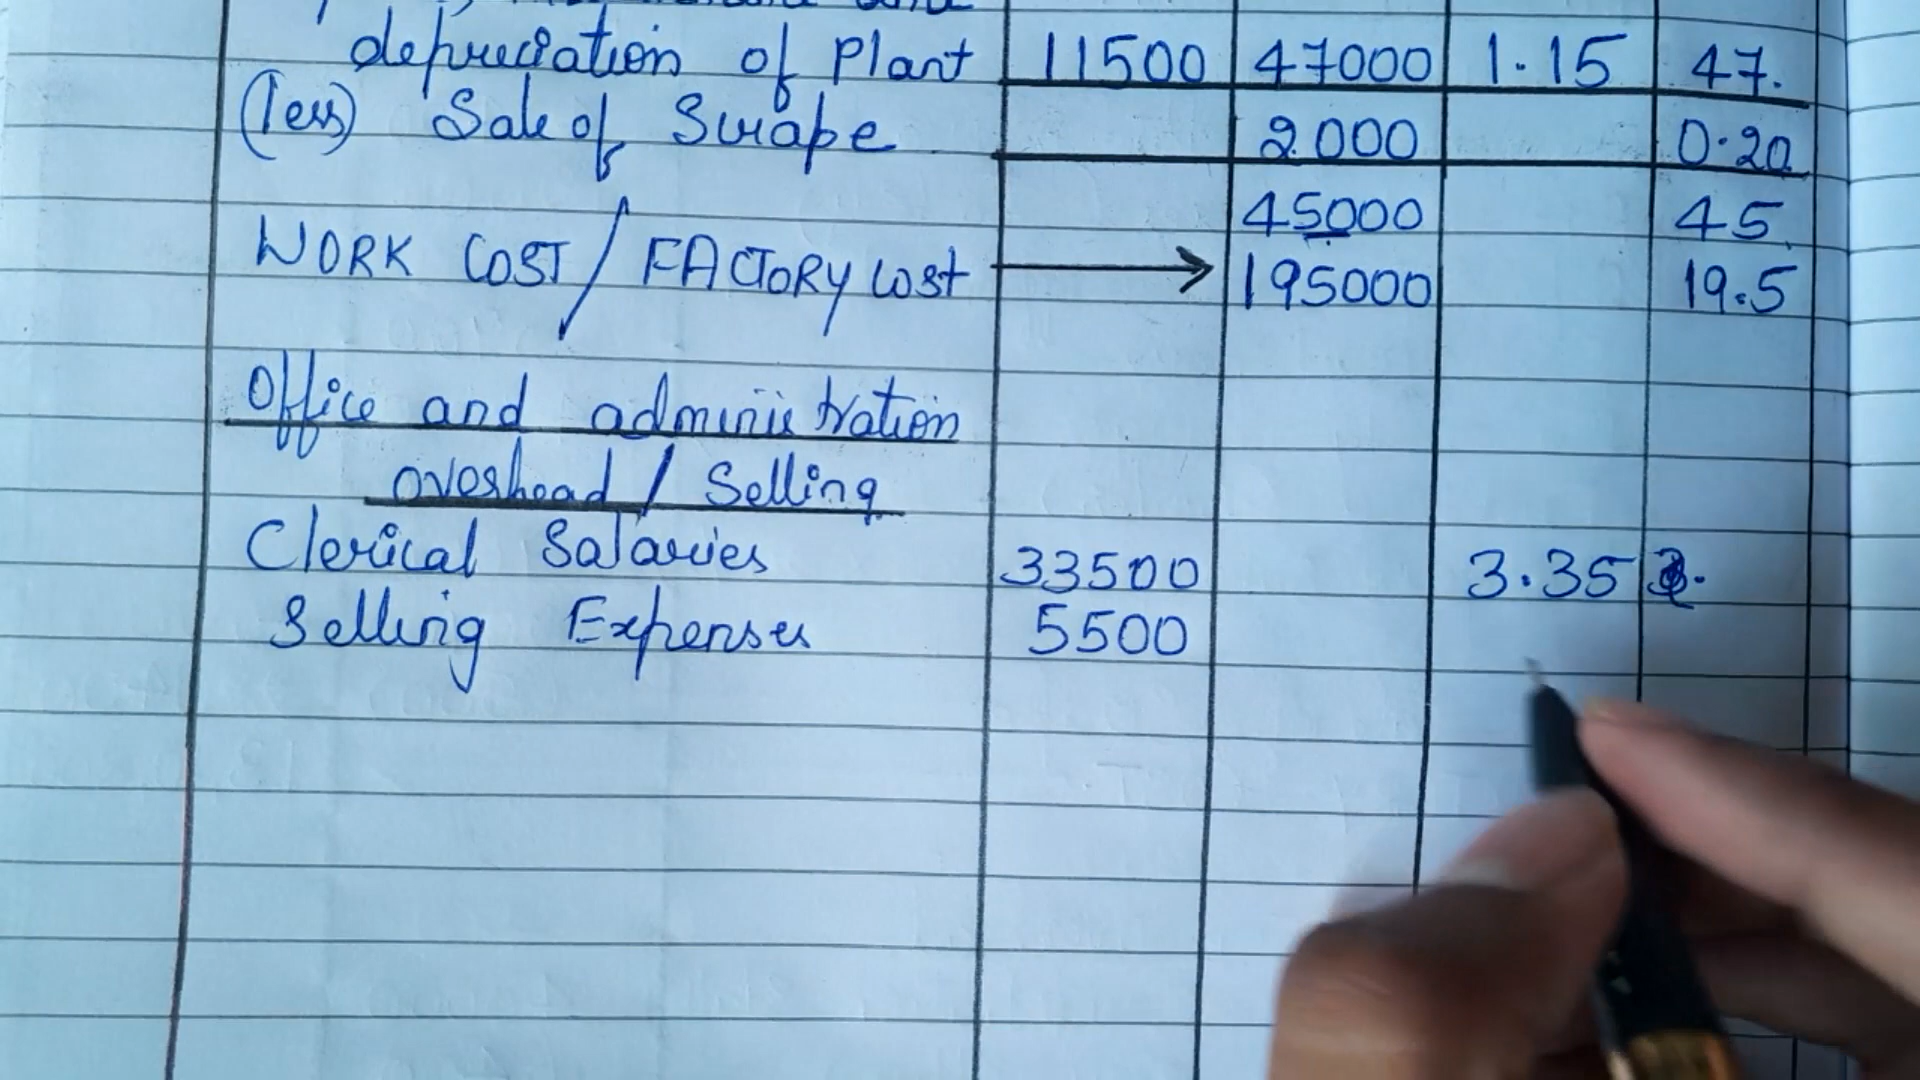 depreciation of Plant 11500 47000 1.15 47.
(less) Sale of Scrape 2000 0.20
45000 45.
WORK COST / FACTORY Cost 195000 19.5
Office and administration
overhead / Selling
Clerical Salaries 33500 3.35
Selling Expenses 5500